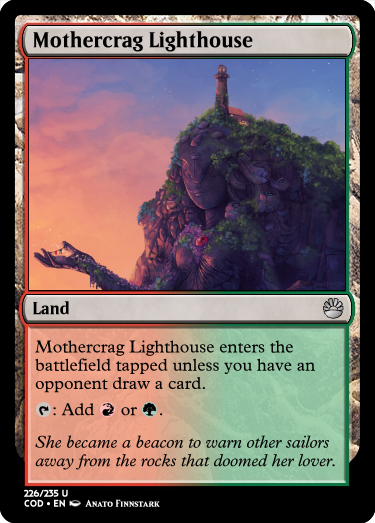 Mothercrag Lighthouse
Land
Mothercrag Lighthouse enters the
battlefield tapped unless you have an
opponent draw a card.
: Add or .
She became a beacon to warn other sailors
away from the rocks that doomed her lover.
226/235 U
COD • EN Anato Finnstark